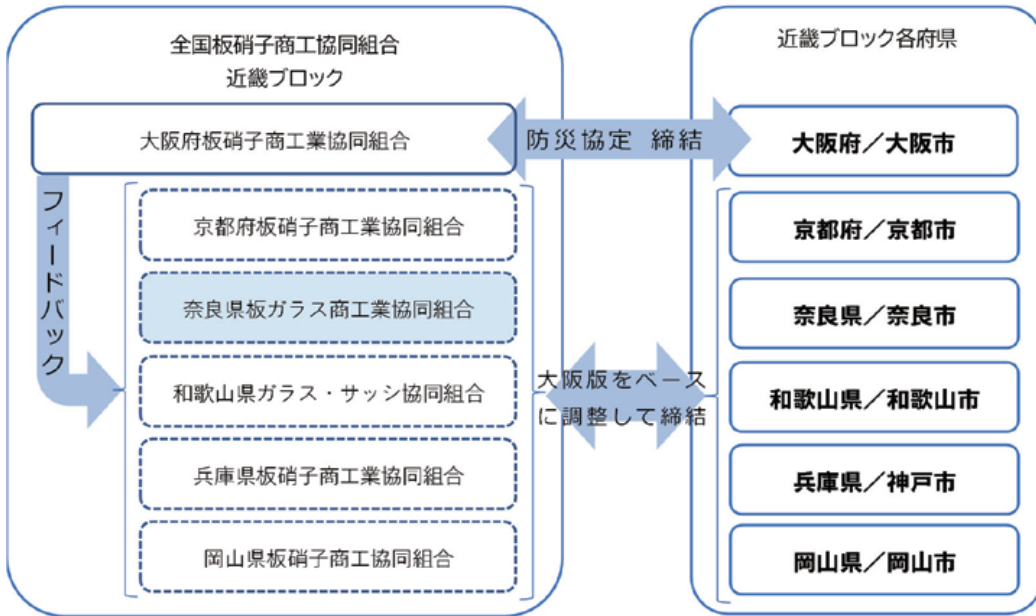 全国板硝子商工協同組合
近畿ブロック
大阪府板硝子商工業協同組合
フィードバック
京都府板硝子商工業協同組合
奈良県板ガラス商工業協同組合
和歌山県ガラス・サッシ協同組合
兵庫県板硝子商工業協同組合
岡山県板硝子商工協同組合
防災協定 締結
大阪版をベース
に調整して締結
近畿ブロック各府県
大阪府／大阪市
京都府／京都市
奈良県／奈良市
和歌山県／和歌山市
兵庫県／神戸市
岡山県／岡山市